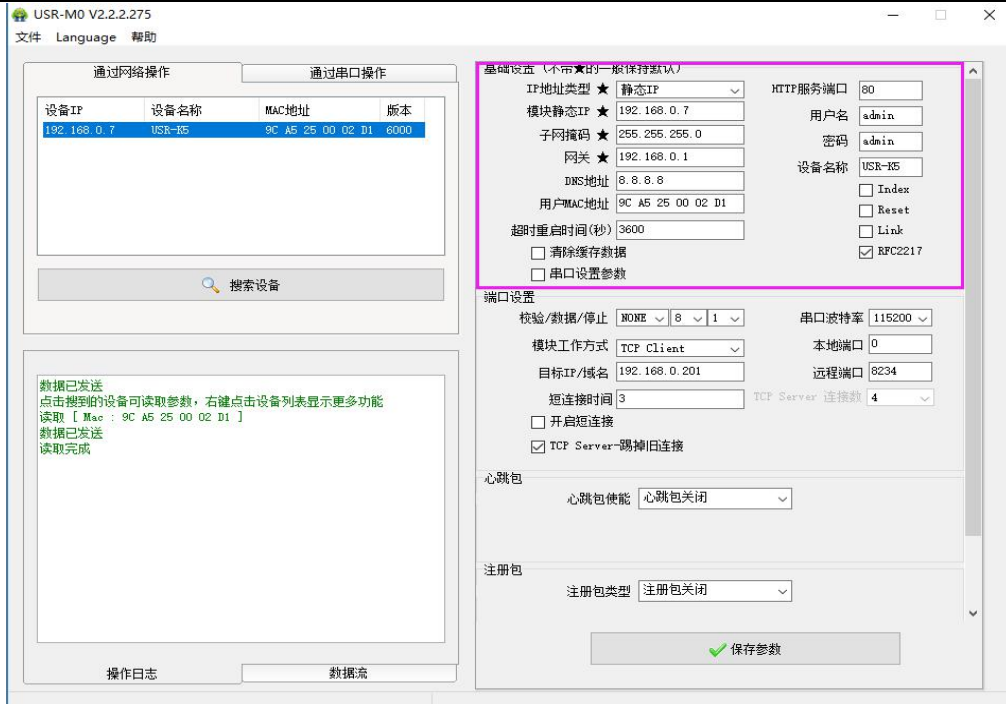 USR-M0 V2.2.2.275
文件 Language 帮助
通过网络操作 通过串口操作
设备IP 设备名称 MAC地址 版本
192.168.0.7 USR-K5 9C A5 25 00 02 D1 6000
搜索设备
数据已发送
点击搜到的设备可读取参数，右键点击设备列表显示更多功能
读取 [ Mac : 9C A5 25 00 02 D1 ]
数据已发送
读取完成
操作日志 数据流
基础设置（不带★的一般保持默认）
IP地址类型 ★ 静态IP HTTP服务端口 80
模块静态IP ★ 192.168.0.7 用户名 admin
子网掩码 ★ 255.255.255.0 密码 admin
网关 ★ 192.168.0.1 设备名称 USR-K5
DNS地址 8.8.8.8 Index
用户MAC地址 9C A5 25 00 02 D1 Reset
超时重启时间(秒) 3600 Link
清除缓存数据 RFC2217
串口设置参数
端口设置
校验/数据/停止 NONE 8 1 串口波特率 115200
模块工作方式 TCP Client 本地端口 0
目标IP/域名 192.168.0.201 远程端口 8234
短连接时间 3 TCP Server 连接数 4
开启短连接
TCP Server-踢掉旧连接
心跳包
心跳包使能 心跳包关闭
注册包
注册包类型 注册包关闭
保存参数